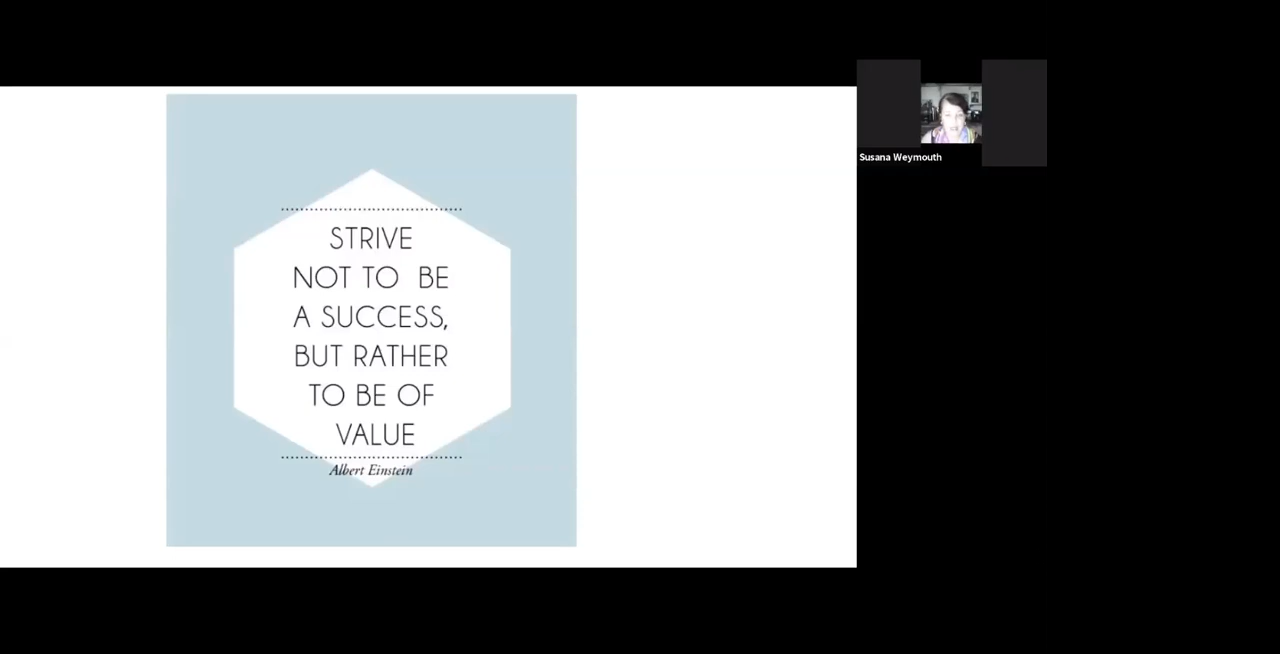 STRIVE
NOT TO BE
A SUCCESS,
BUT RATHER
TO BE OF
VALUE
Albert Einstein
Susana Weymouth